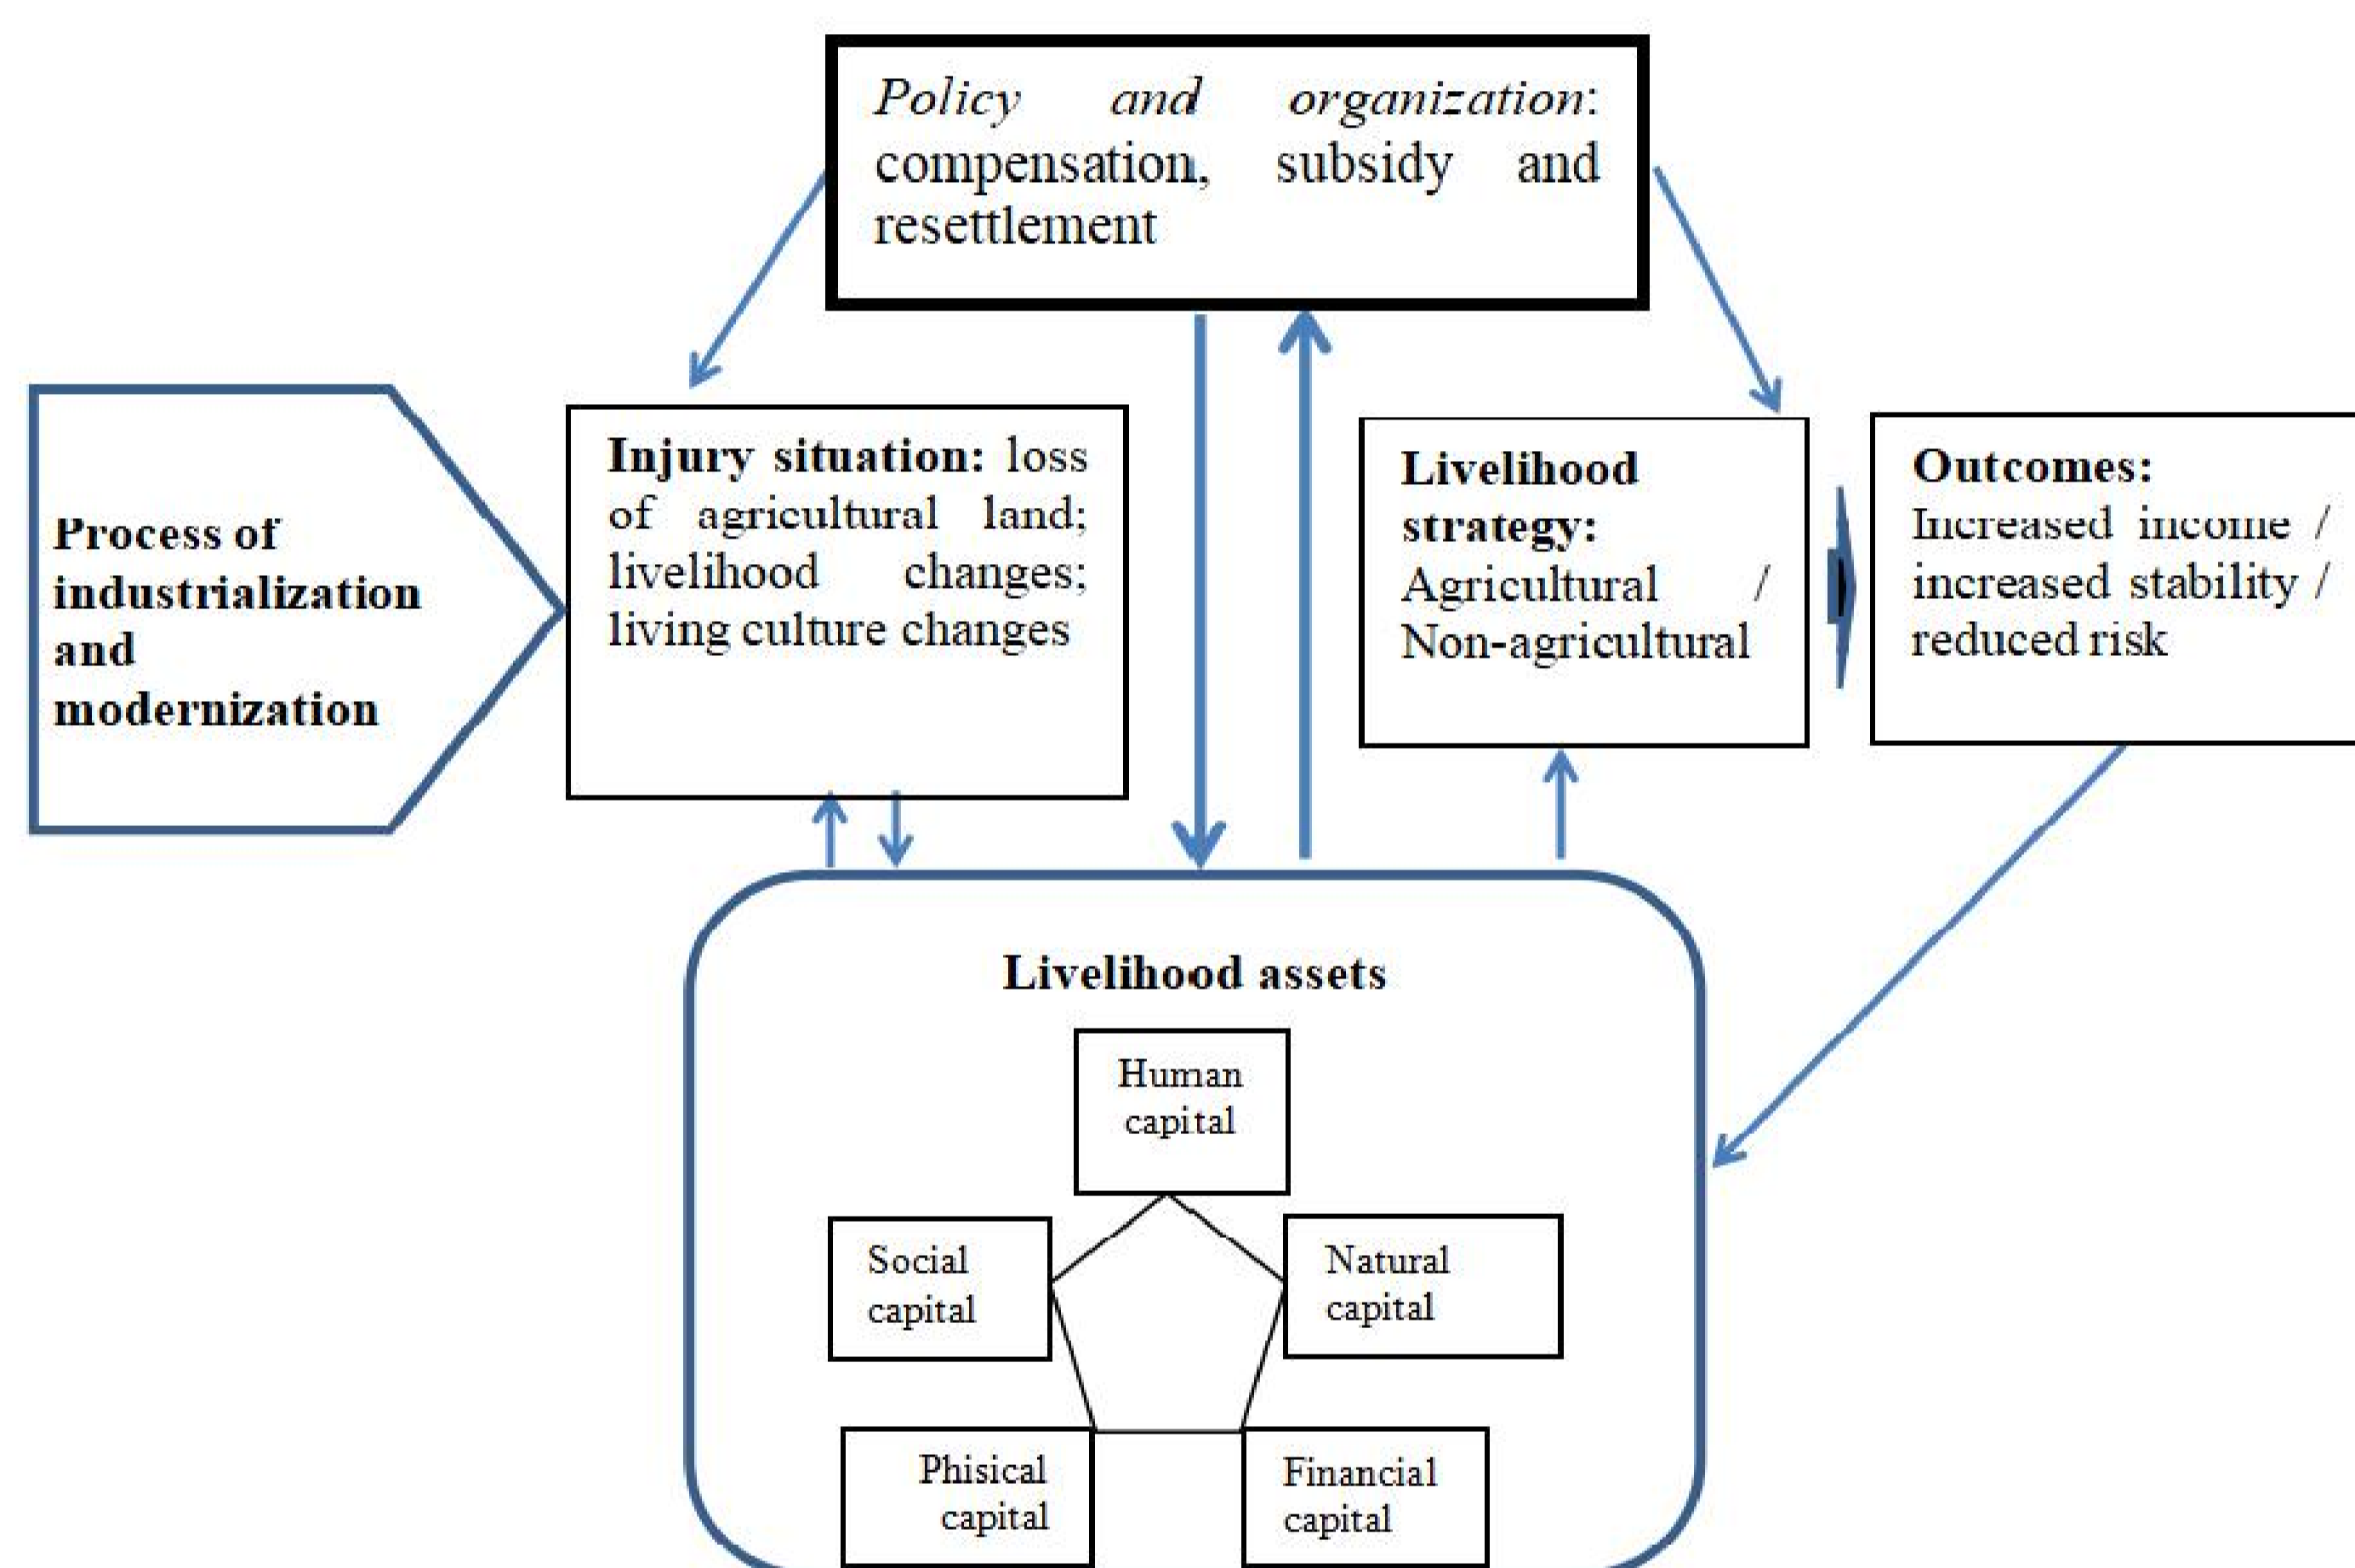 Policy and organization:
compensation, subsidy and
resettlement
Process of
industrialization
and
modernization
Injury situation: loss
of agricultural land;
livelihood changes;
living culture changes
Livelihood
strategy:
Agricultural /
Non-agricultural
Outcomes:
Increased income /
increased stability /
reduced risk
Livelihood assets
Human
capital
Social
capital
Natural
capital
Phisical
capital
Financial
capital